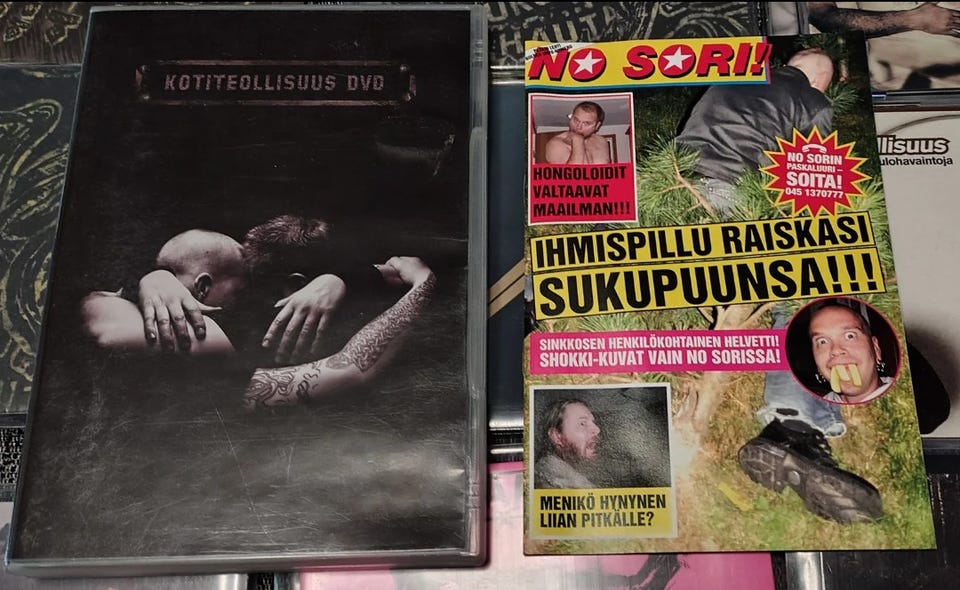 KOTITEOLLISUUS DVD
NO SORI!
HONGOLOIDIT
VALTAAVAT
MAAILMAN!!!
NO SORIN
PASKALUURI -
SOITA!
045 1370777
IHMISPILLU RAISKASI
SUKUPUUNSA!!!
SINKKOSEN HENKILÖKOHTAINEN HELVETTI!
SHOKKI-KUVAT VAIN NO SORISSA!
MENIKÖ HYNYNEN
LIIAN PITKÄLLE?
llisuus
ulohavaintoja